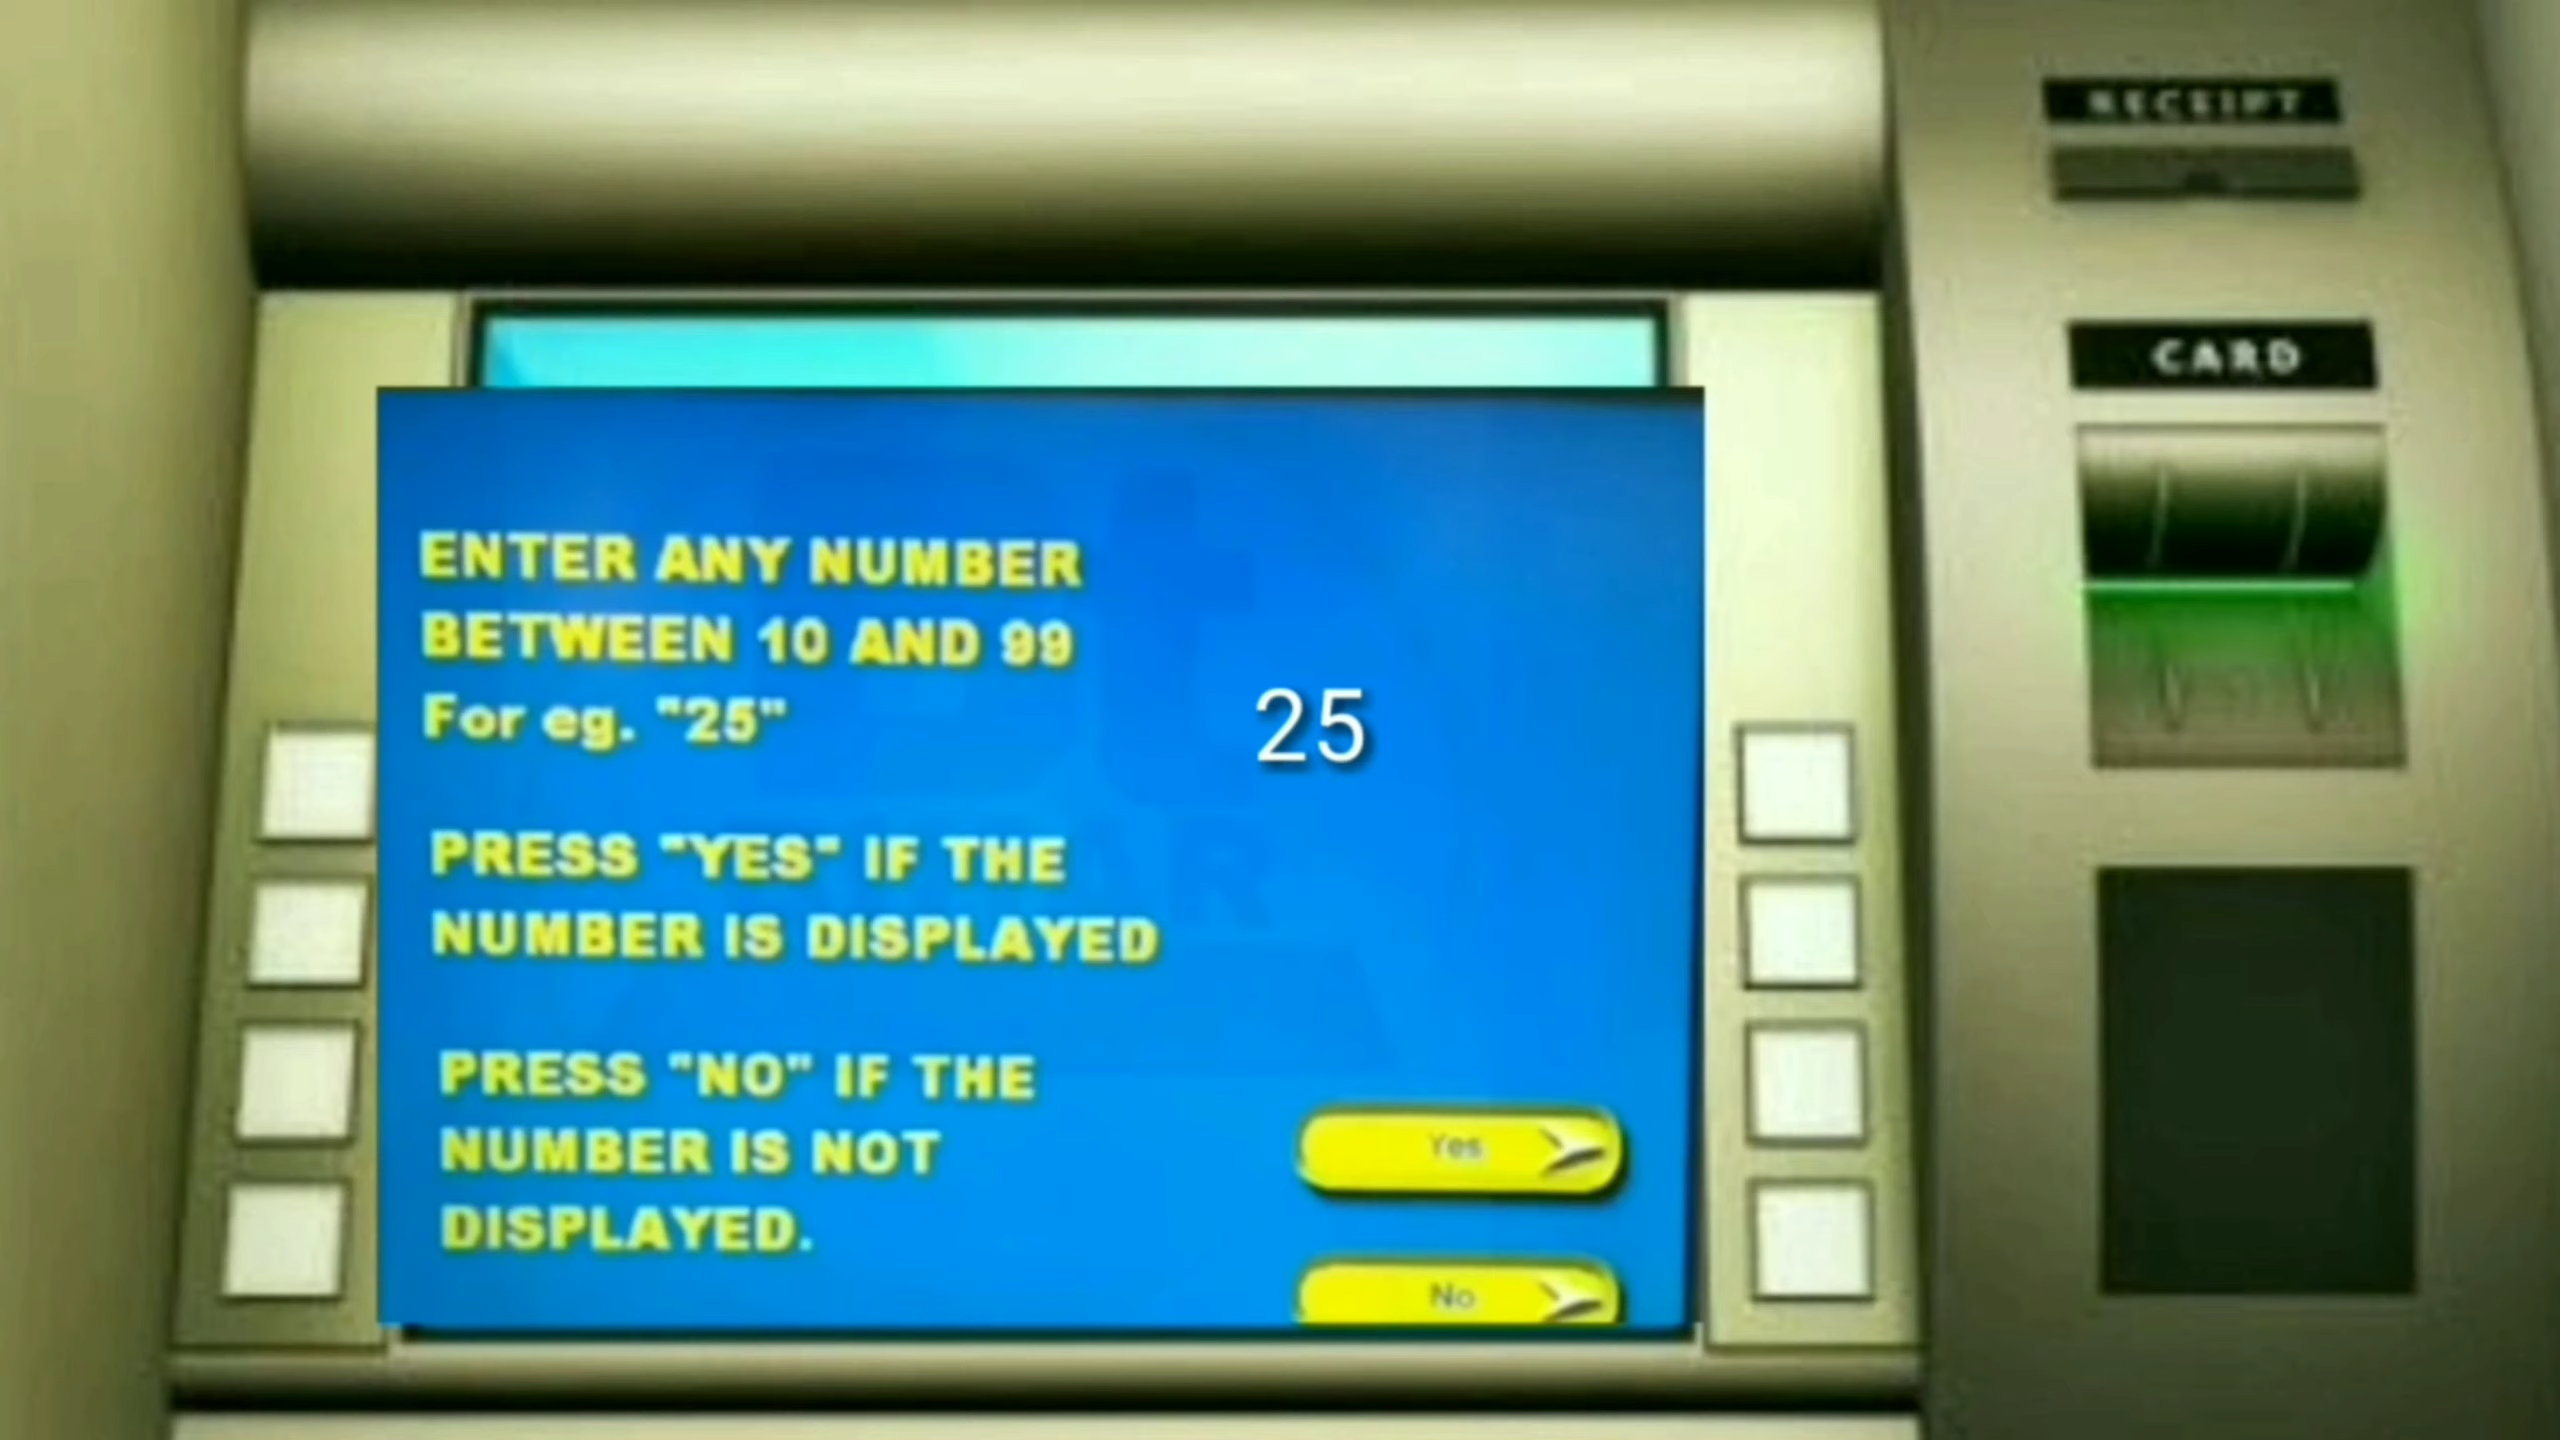 RECEIPT
CARD
ENTER ANY NUMBER
BETWEEN 10 AND 99
For eg. "25"
25
PRESS "YES" IF THE
NUMBER IS DISPLAYED
PRESS "NO" IF THE
NUMBER IS NOT
DISPLAYED.
Yes
No